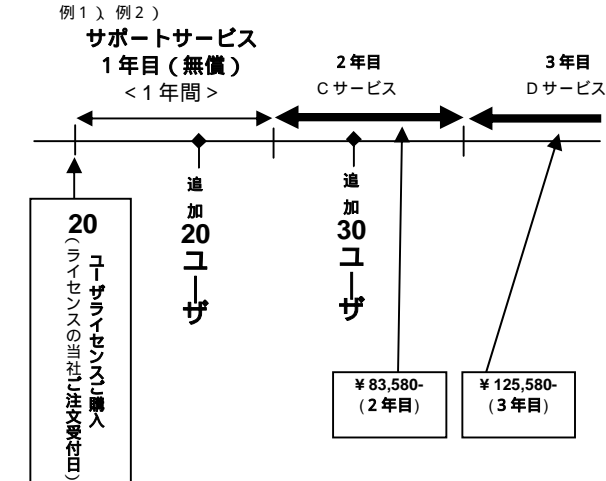 例1）、例2）
サポートサービス
1年目（無償）
＜1年間＞
2年目
Cサービス
3年目
Dサービス
追加
20
ユーザ
追加
30
ユーザ
20
ユーザライセンスご購入
（ライセンスの当社ご注文受付日）
¥ 83,580-
（2年目）
¥ 125,580-
（3年目）